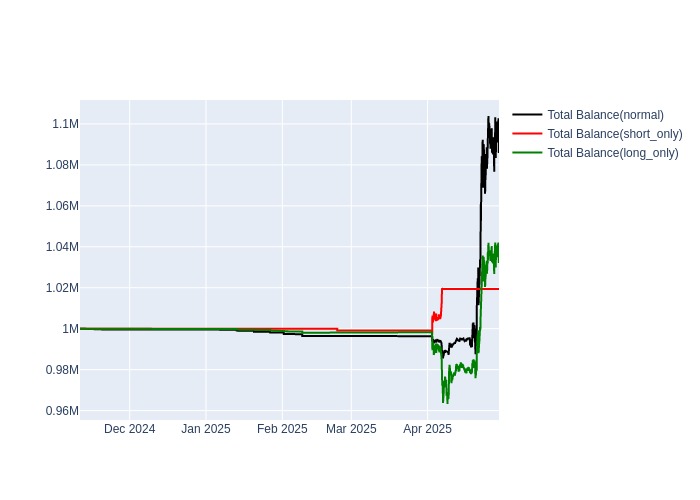 1.1M
1.08M
1.06M
1.04M
1.02M
1M
0.98M
0.96M
Dec 2024 Jan 2025 Feb 2025 Mar 2025 Apr 2025
Total Balance(normal)
Total Balance(short_only)
Total Balance(long_only)